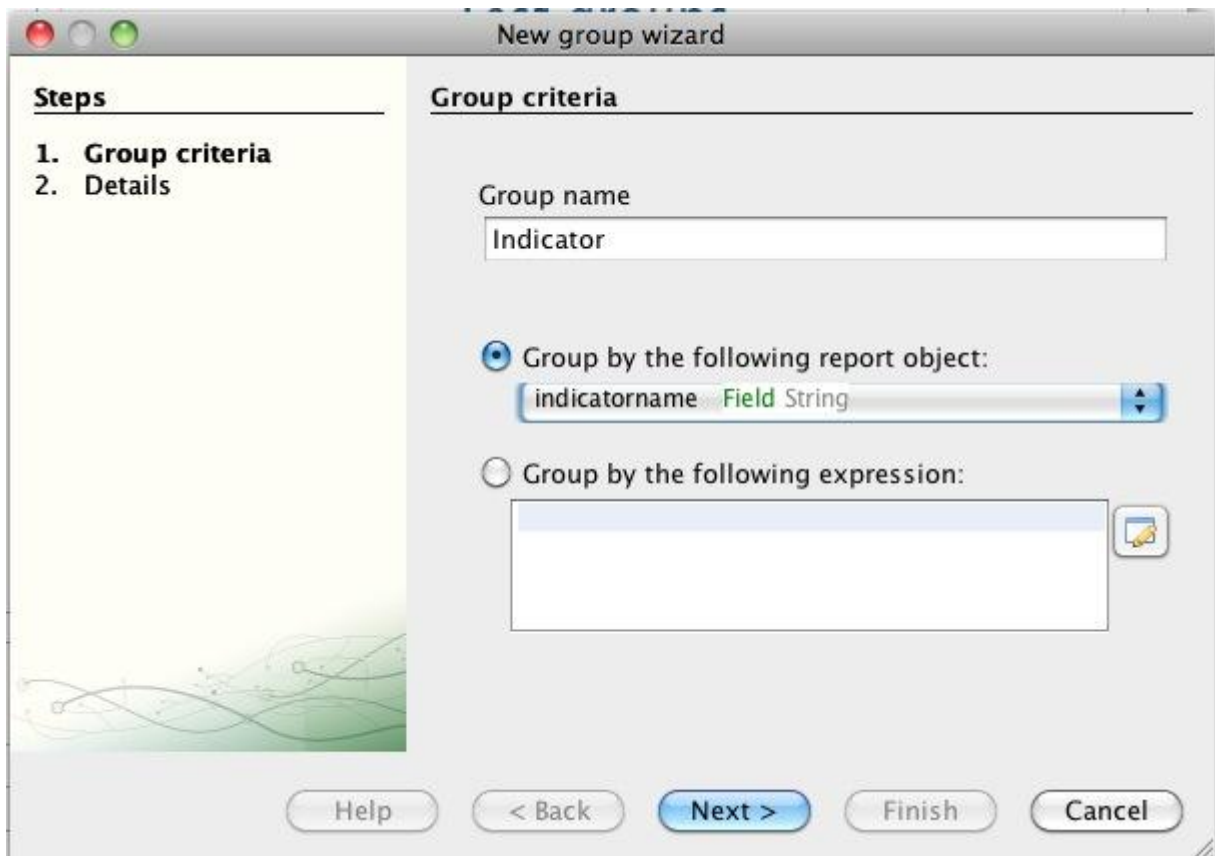 New group wizard
Steps
1. Group criteria
2. Details
Group criteria
Group name
Indicator
Group by the following report object:
indicatorname Field String
Group by the following expression:
Help
< Back
Next >
Finish
Cancel